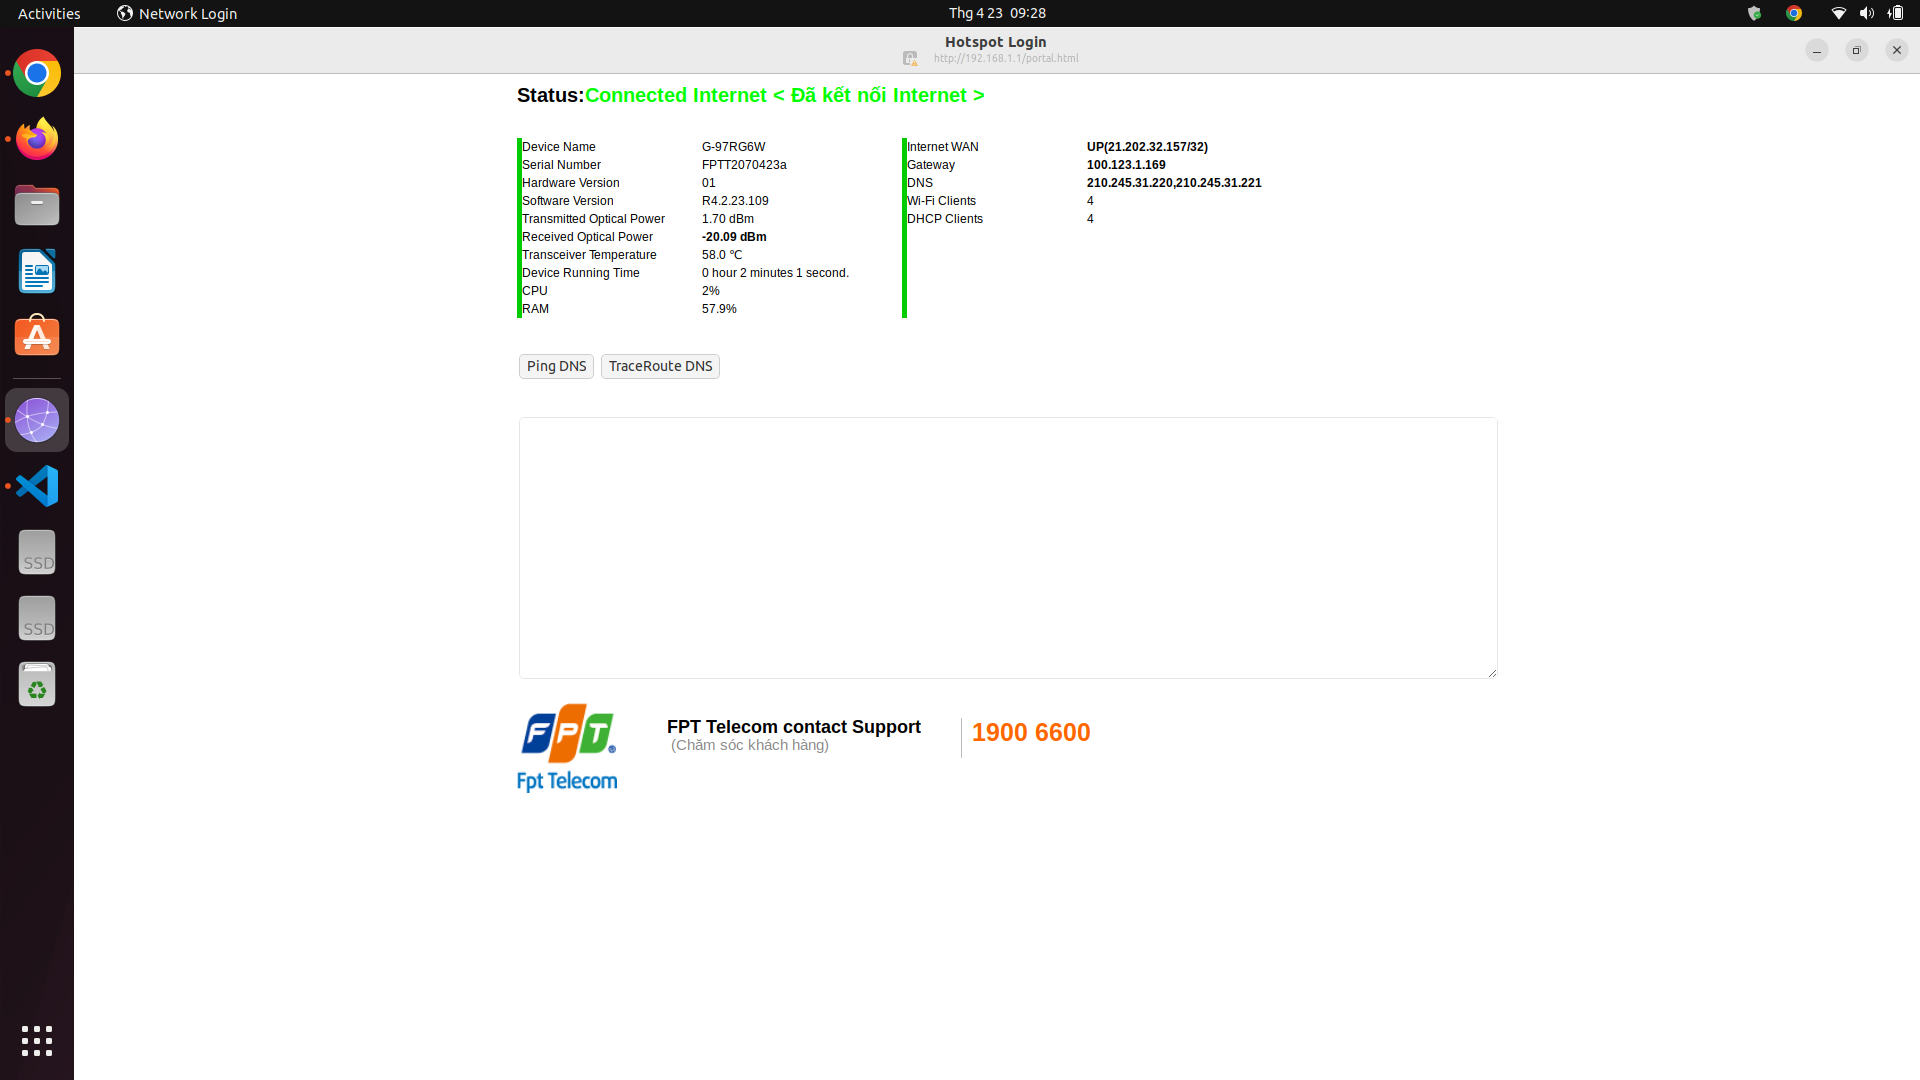 Activities
Network Login
Thg 4 23 09:28
Hotspot Login
http://192.168.1.1/portal.html
Status:Connected Internet < Đã kết nối Internet >
Device Name G-97RG6W
Serial Number FPTT2070423a
Hardware Version 01
Software Version R4.2.23.109
Transmitted Optical Power 1.70 dBm
Received Optical Power -20.09 dBm
Transceiver Temperature 58.0 ℃
Device Running Time 0 hour 2 minutes 1 second.
CPU 2%
RAM 57.9%
Internet WAN UP(21.202.32.157/32)
Gateway 100.123.1.169
DNS 210.245.31.220,210.245.31.221
Wi-Fi Clients 4
DHCP Clients 4
Ping DNS
TraceRoute DNS
SSD
SSD
FPT
Fpt Telecom
FPT Telecom contact Support
(Chăm sóc khách hàng)
1900 6600